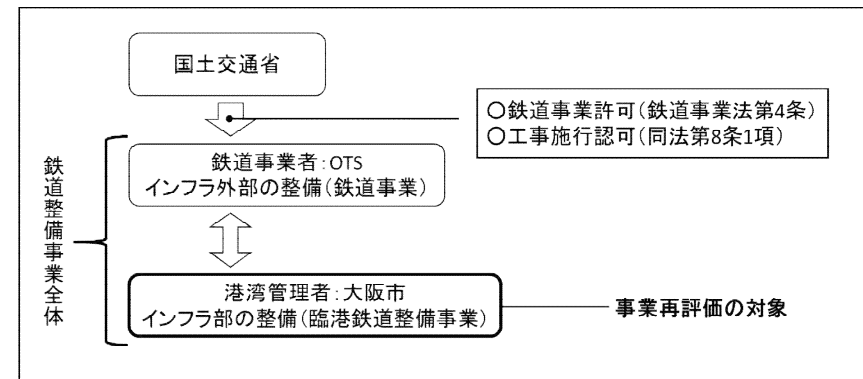 国土交通省
○鉄道事業許可(鉄道事業法第4条)
○工事施行認可(同法第8条1項)
鉄道整備事業全体
鉄道事業者:OTS
インフラ外部の整備(鉄道事業)
港湾管理者:大阪市
インフラ部の整備(臨港鉄道整備事業)
事業再評価の対象